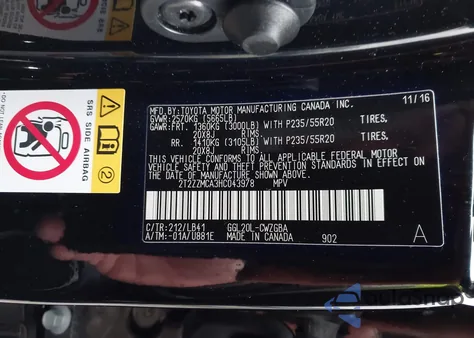 SRS SIDE AIRBAG
MFD. BY: TOYOTA MOTOR MANUFACTURING CANADA INC.
11/16
GVWR: 2570KG (5665LB)
GAWR: FRT. 1360KG (3000LB) WITH P235/55R20 TIRES,
20X8J RIMS.
RR. 1410KG (3105LB) WITH P235/55R20 TIRES,
20X8J RIMS.
THIS VEHICLE CONFORMS TO ALL APPLICABLE FEDERAL MOTOR
VEHICLE SAFETY STANDARDS IN EFFECT ON
THE DATE OF MANUFACTURE SHOWN ABOVE.
2T2ZZMCA3HC043978 MPV
C/TR: 212/LB41 GGL20L-CWZGBA
A/TM: -01A/U881E MADE IN CANADA 902 A